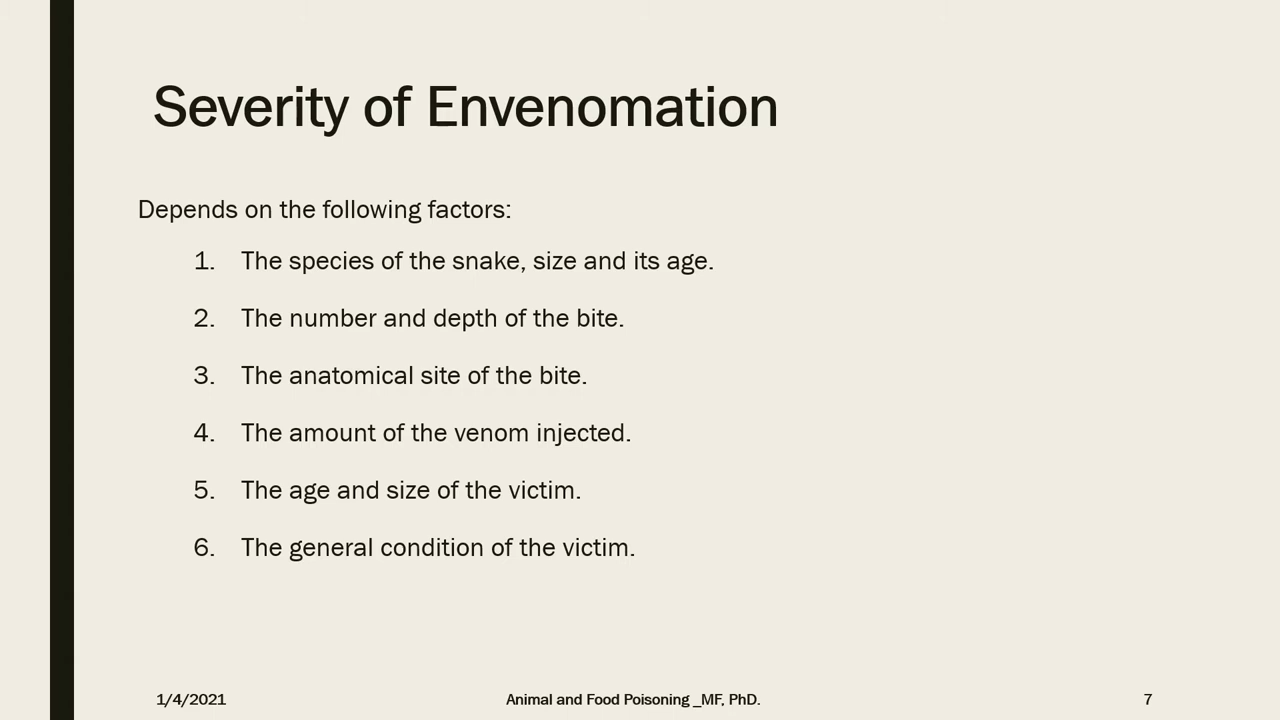 Severity of Envenomation
Depends on the following factors:
1. The species of the snake, size and its age.
2. The number and depth of the bite.
3. The anatomical site of the bite.
4. The amount of the venom injected.
5. The age and size of the victim.
6. The general condition of the victim.
1/4/2021 Animal and Food Poisoning _MF, PhD. 7